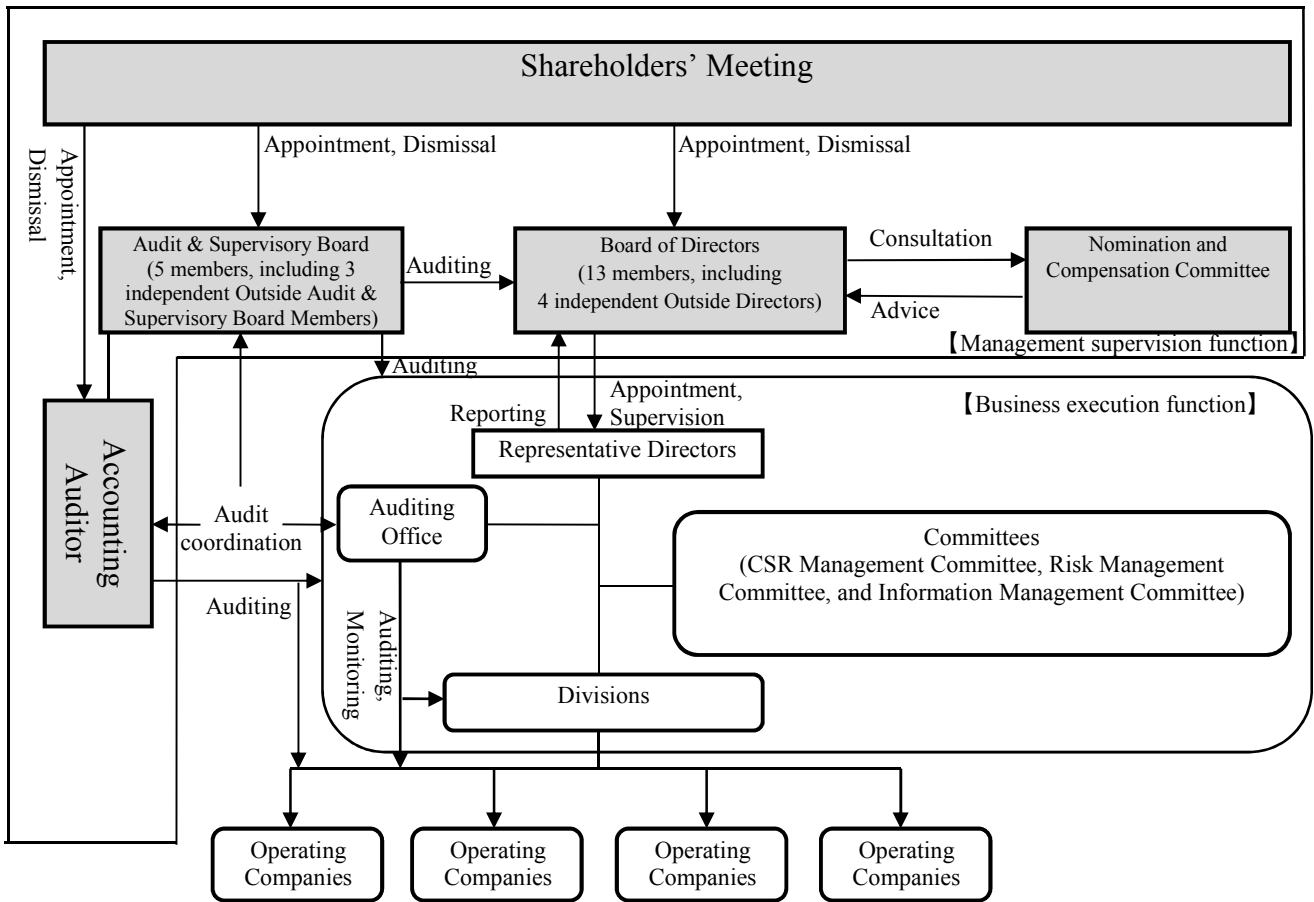 Shareholders’ Meeting
Appointment,
Dismissal
Appointment, Dismissal
Appointment, Dismissal
Audit & Supervisory Board
(5 members, including 3
independent Outside Audit &
Supervisory Board Members)
Auditing
Board of Directors
(13 members, including
4 independent Outside Directors)
Consultation
Advice
Nomination and
Compensation Committee
【Management supervision function】
Auditing
Reporting
Appointment,
Supervision
【Business execution function】
Representative Directors
Accounting
Auditor
Audit
coordination
Auditing
Office
Committees
(CSR Management Committee, Risk Management
Committee, and Information Management Committee)
Auditing
Auditing,
Monitoring
Divisions
Operating
Companies
Operating
Companies
Operating
Companies
Operating
Companies